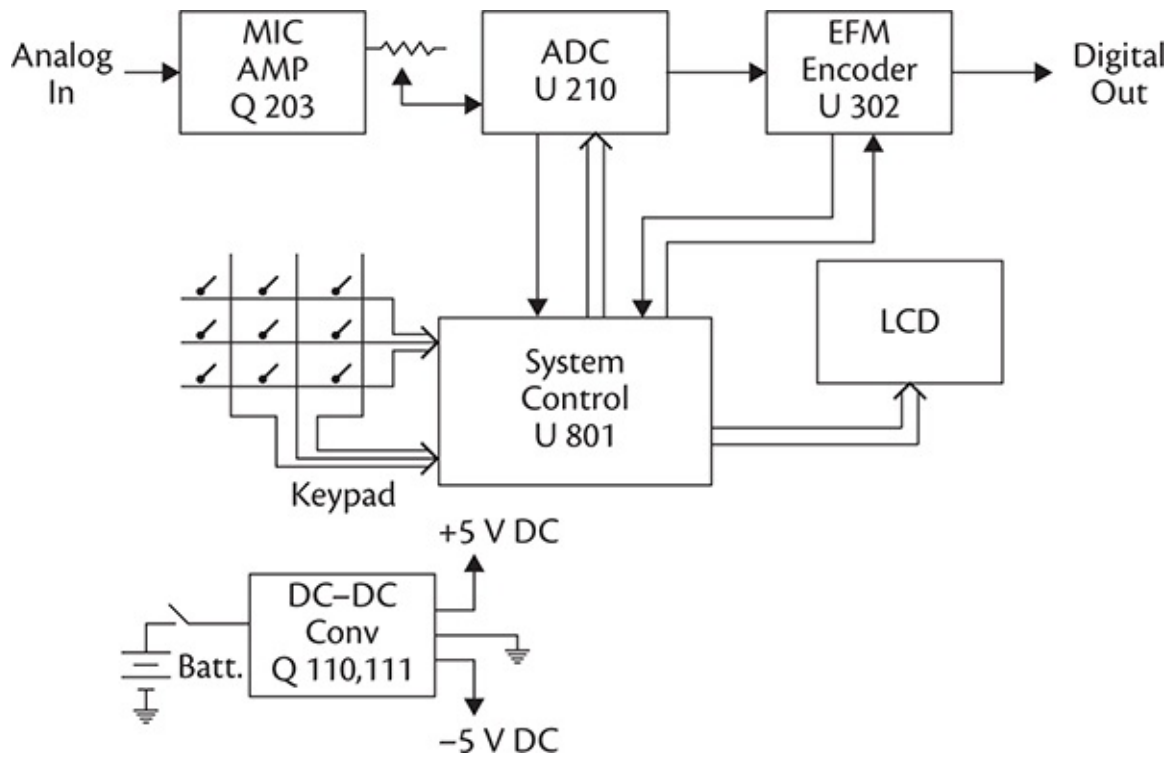 Analog
In
MIC
AMP
Q 203
ADC
U 210
EFM
Encoder
U 302
Digital
Out
LCD
System
Control
U 801
Keypad
+5 V DC
DC–DC
Conv
Q 110,111
Batt.
–5 V DC